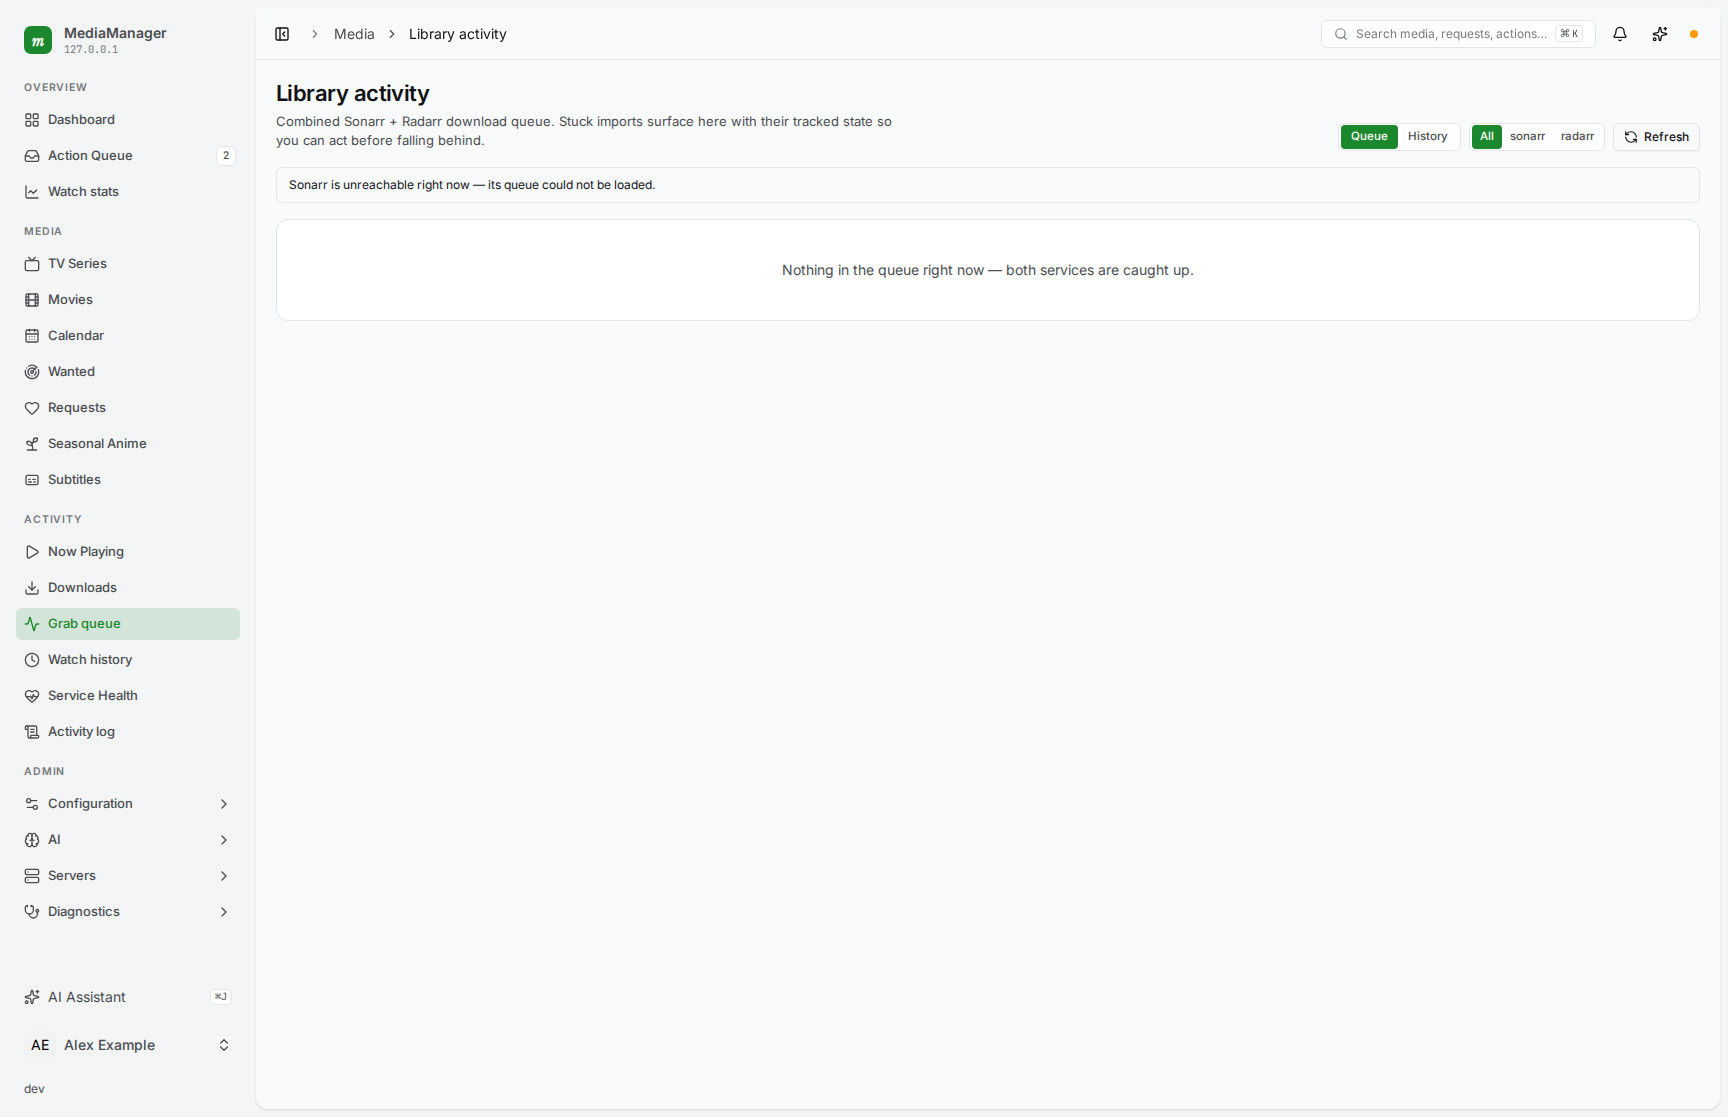 MediaManager
127.0.0.1
OVERVIEW
Dashboard
Action Queue 2
Watch stats
MEDIA
TV Series
Movies
Calendar
Wanted
Requests
Seasonal Anime
Subtitles
ACTIVITY
Now Playing
Downloads
Grab queue
Watch history
Service Health
Activity log
ADMIN
Configuration
AI
Servers
Diagnostics
AI Assistant ⌘J
AE Alex Example
dev
Media Library activity
Search media, requests, actions... ⌘ K
Library activity
Combined Sonarr + Radarr download queue. Stuck imports surface here with their tracked state so
you can act before falling behind.
Queue History All sonarr radarr Refresh
Sonarr is unreachable right now — its queue could not be loaded.
Nothing in the queue right now — both services are caught up.